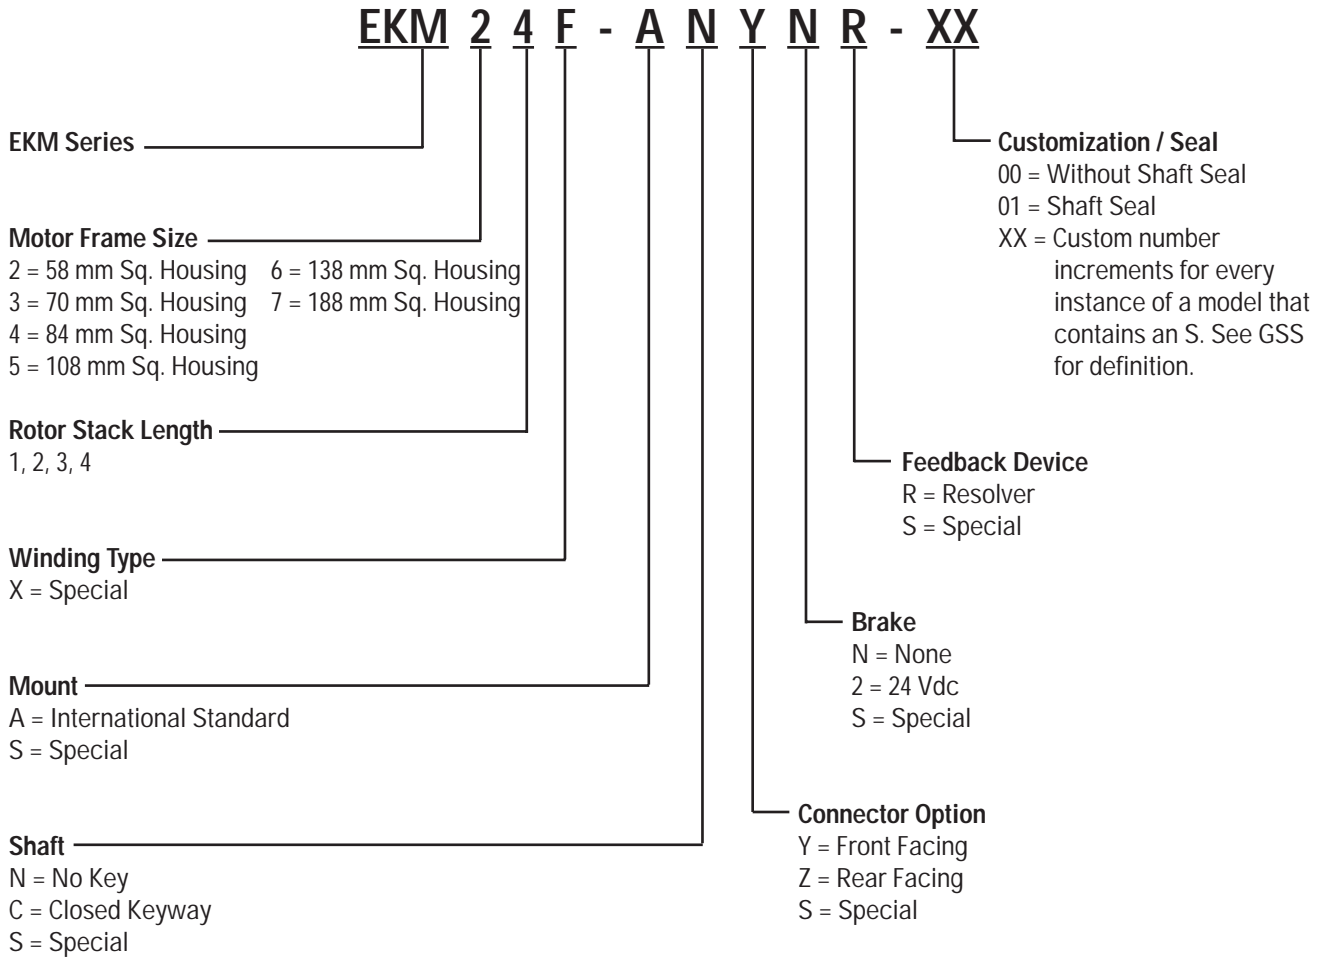 EKM 2 4 F - A N Y N R - XX
EKM Series
Motor Frame Size
2 = 58 mm Sq. Housing 6 = 138 mm Sq. Housing
3 = 70 mm Sq. Housing 7 = 188 mm Sq. Housing
4 = 84 mm Sq. Housing
5 = 108 mm Sq. Housing
Rotor Stack Length
1, 2, 3, 4
Winding Type
X = Special
Mount
A = International Standard
S = Special
Shaft
N = No Key
C = Closed Keyway
S = Special
Customization / Seal
00 = Without Shaft Seal
01 = Shaft Seal
XX = Custom number
increments for every
instance of a model that
contains an S. See GSS
for definition.
Feedback Device
R = Resolver
S = Special
Brake
N = None
2 = 24 Vdc
S = Special
Connector Option
Y = Front Facing
Z = Rear Facing
S = Special